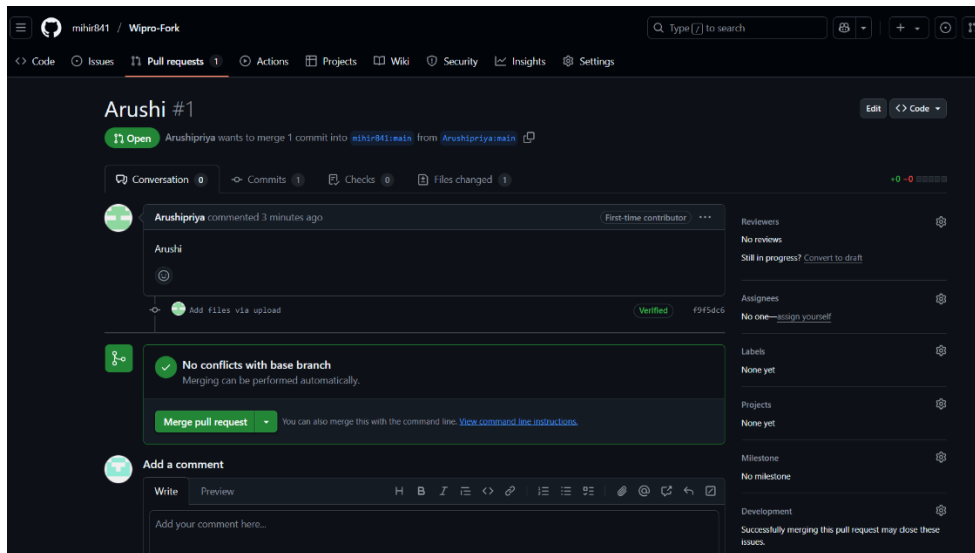 mihir841 / Wipro-Fork
Type / to search
Code Issues Pull requests 1 Actions Projects Wiki Security Insights Settings
Arushi #1
Edit <> Code
Open Arushipriya wants to merge 1 commit into mihir841:main from Arushipriya:main
Conversation 0 Commits 1 Checks 0 Files changed 1 +0 −0
Arushipriya commented 3 minutes ago First-time contributor ...
Arushi
Add files via upload Verified f9f5dc6
No conflicts with base branch
Merging can be performed automatically.
Merge pull request You can also merge this with the command line. View command line instructions.
Add a comment
Write Preview H B I
Add your comment here...
Reviewers
No reviews
Still in progress? Convert to draft
Assignees
No one—assign yourself
Labels
None yet
Projects
None yet
Milestone
No milestone
Development
Successfully merging this pull request may close these
issues.